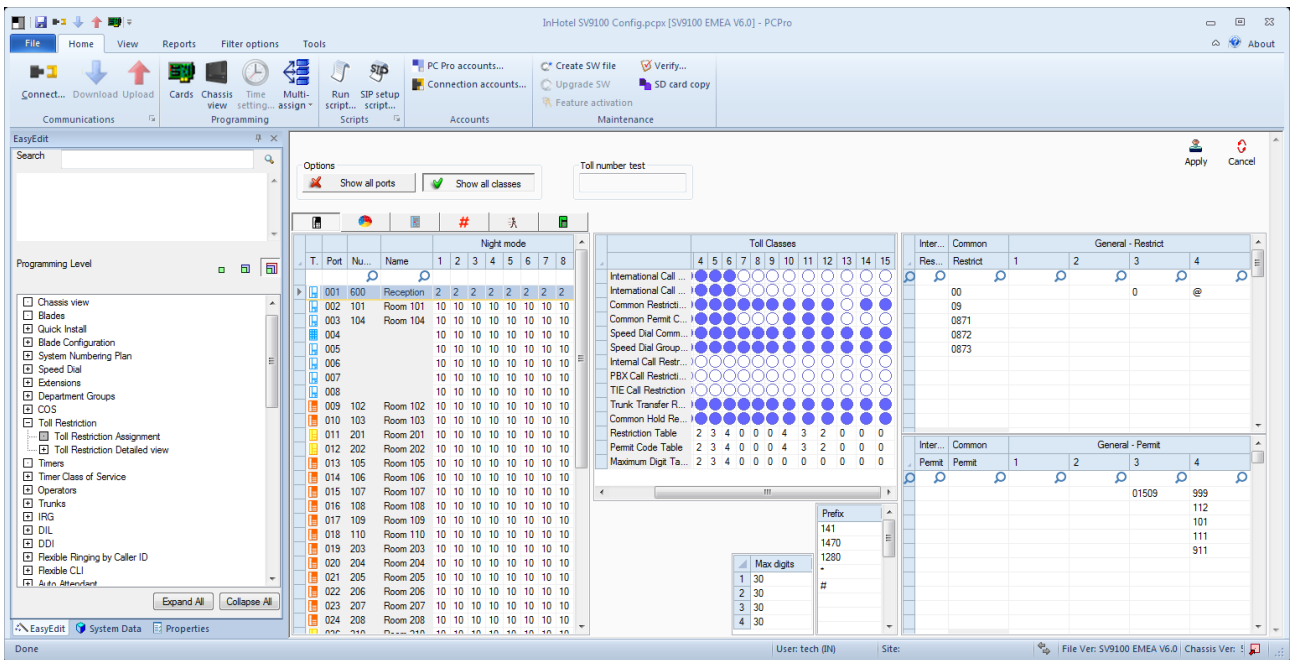 InHotel SV9100 Config.pcpx [SV9100 EMEA V6.0] - PCPro
File Home View Reports Filter options Tools About
Connect... Download Upload Cards Chassis view Time setting... Multi-assign Run script... SIP setup script...
PC Pro accounts... Create SW file Verify...
Connection accounts... Upgrade SW SD card copy
Feature activation
Communications Programming Scripts Accounts Maintenance
EasyEdit
Search
Programming Level
Chassis view
Blades
Quick Install
Blade Configuration
System Numbering Plan
Speed Dial
Extensions
Department Groups
COS
Toll Restriction
Toll Restriction Assignment
Toll Restriction Detailed view
Timers
Timer Class of Service
Operators
Trunks
IRG
DIL
DDI
Flexible Ringing by Caller ID
Flexible CLI
Auto Attendant
Expand All Collapse All
EasyEdit System Data Properties
Options
Show all ports Show all classes
Toll number test
Apply Cancel
Night mode
T. Port Nu... Name 1 2 3 4 5 6 7 8
001 600 Reception 2 2 2 2 2 2 2 2
002 101 Room 101 10 10 10 10 10 10 10 10
003 104 Room 104 10 10 10 10 10 10 10 10
004 10 10 10 10 10 10 10 10
005 10 10 10 10 10 10 10 10
006 10 10 10 10 10 10 10 10
007 10 10 10 10 10 10 10 10
008 10 10 10 10 10 10 10 10
009 102 Room 102 10 10 10 10 10 10 10 10
010 103 Room 103 10 10 10 10 10 10 10 10
011 201 Room 201 10 10 10 10 10 10 10 10
012 202 Room 202 10 10 10 10 10 10 10 10
013 105 Room 105 10 10 10 10 10 10 10 10
014 106 Room 106 10 10 10 10 10 10 10 10
015 107 Room 107 10 10 10 10 10 10 10 10
016 108 Room 108 10 10 10 10 10 10 10 10
017 109 Room 109 10 10 10 10 10 10 10 10
018 110 Room 110 10 10 10 10 10 10 10 10
019 203 Room 203 10 10 10 10 10 10 10 10
020 204 Room 204 10 10 10 10 10 10 10 10
021 205 Room 205 10 10 10 10 10 10 10 10
022 206 Room 206 10 10 10 10 10 10 10 10
023 207 Room 207 10 10 10 10 10 10 10 10
024 208 Room 208 10 10 10 10 10 10 10 10
Toll Classes
4 5 6 7 8 9 10 11 12 13 14 15
International Call ...
International Call ...
Common Restricti...
Common Permit C...
Speed Dial Comm...
Speed Dial Group...
Internal Call Restr...
PBX Call Restricti...
TIE Call Restriction
Trunk Transfer R...
Common Hold Re...
Restriction Table 2 3 4 0 0 0 4 3 2 0 0 0
Permit Code Table 2 3 4 0 0 0 4 3 2 0 0 0
Maximum Digit Ta... 2 3 4 0 0 0 0 0 0 0 0 0
Prefix
141
1470
1280
*
#
Max digits
1 30
2 30
3 30
4 30
Inter... Common General - Restrict
Res... Restrict 1 2 3 4
00 0 @
09
0871
0872
0873
Inter... Common General - Permit
Permit Permit 1 2 3 4
01509 999
112
101
111
911
Done User: tech (IN) Site: File Ver: SV9100 EMEA V6.0 Chassis Ver: